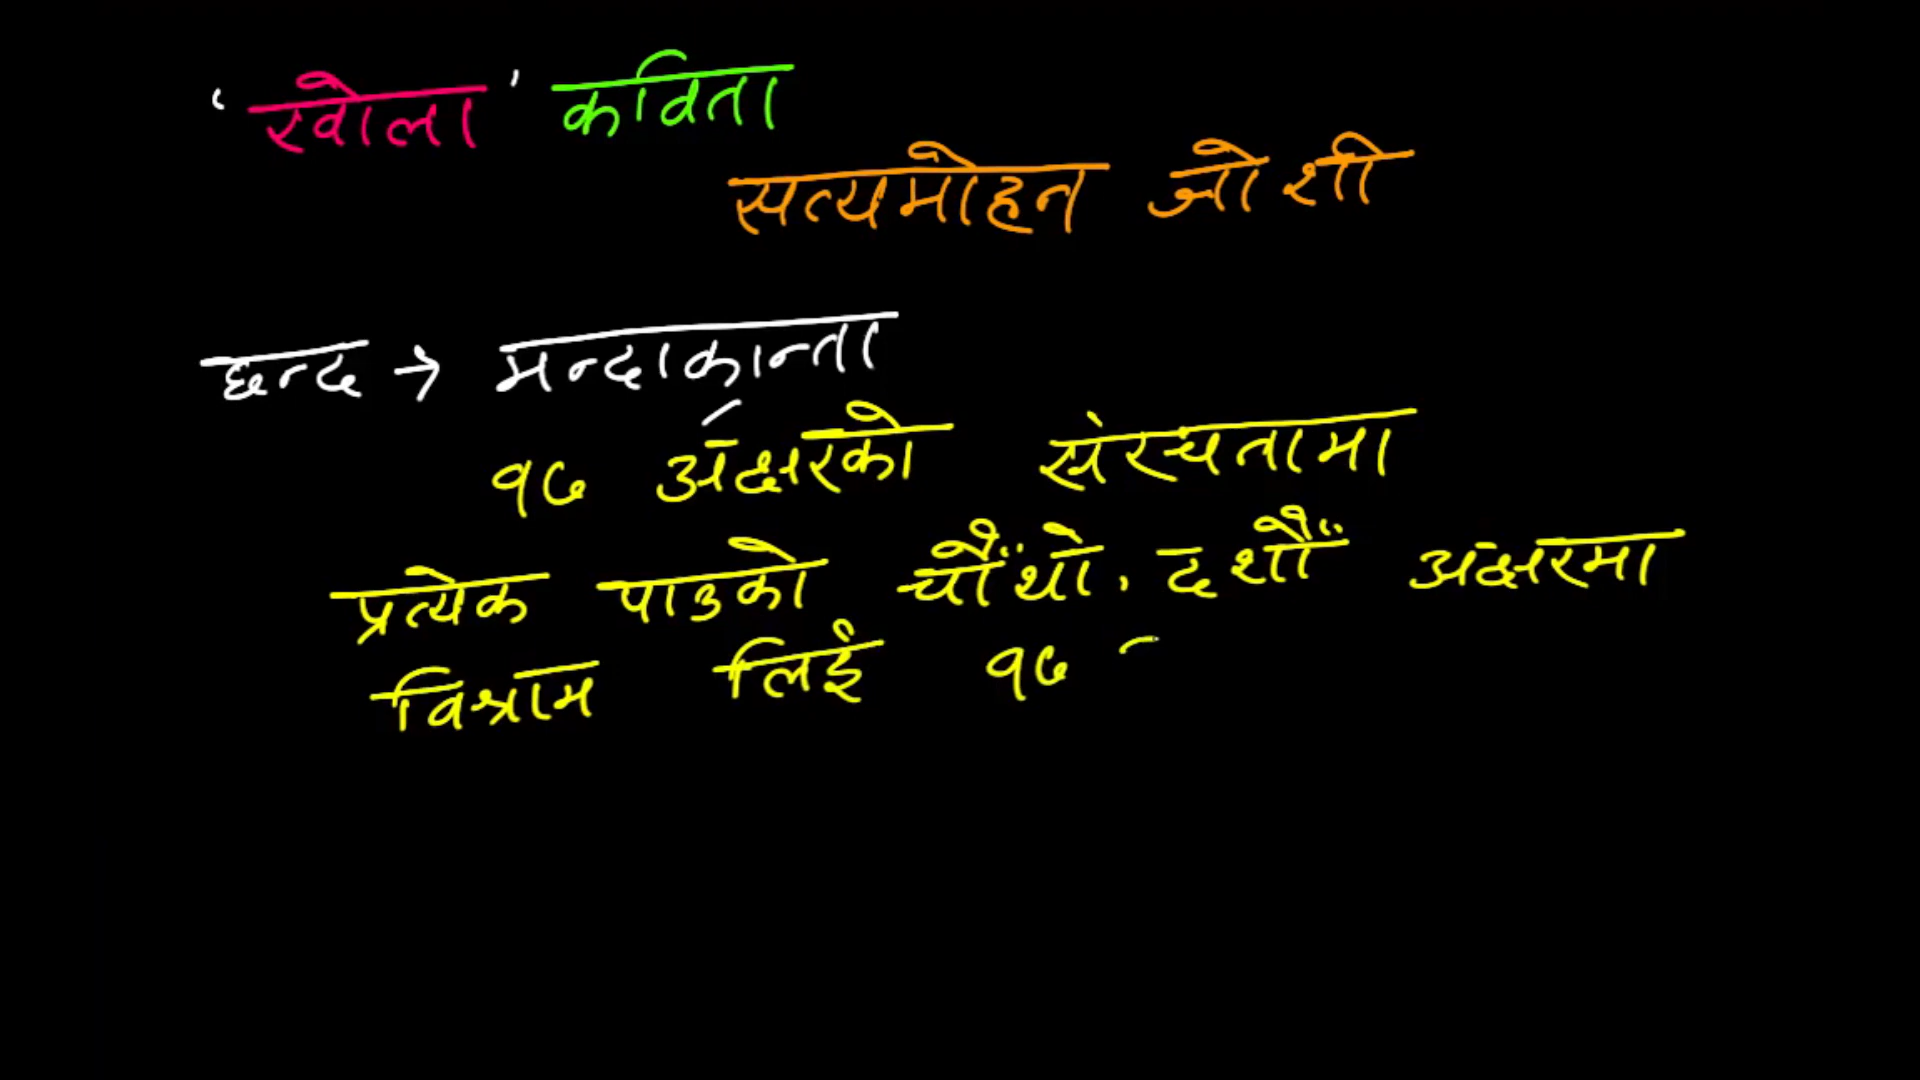 'खोला' कविता
सत्यमोहन जोशी
छन्द → मन्दाक्रान्ता
१७ अक्षरको संरचनामा
प्रत्येक पाउको चौंथो, दशौं अक्षरमा
विश्राम लिई १७